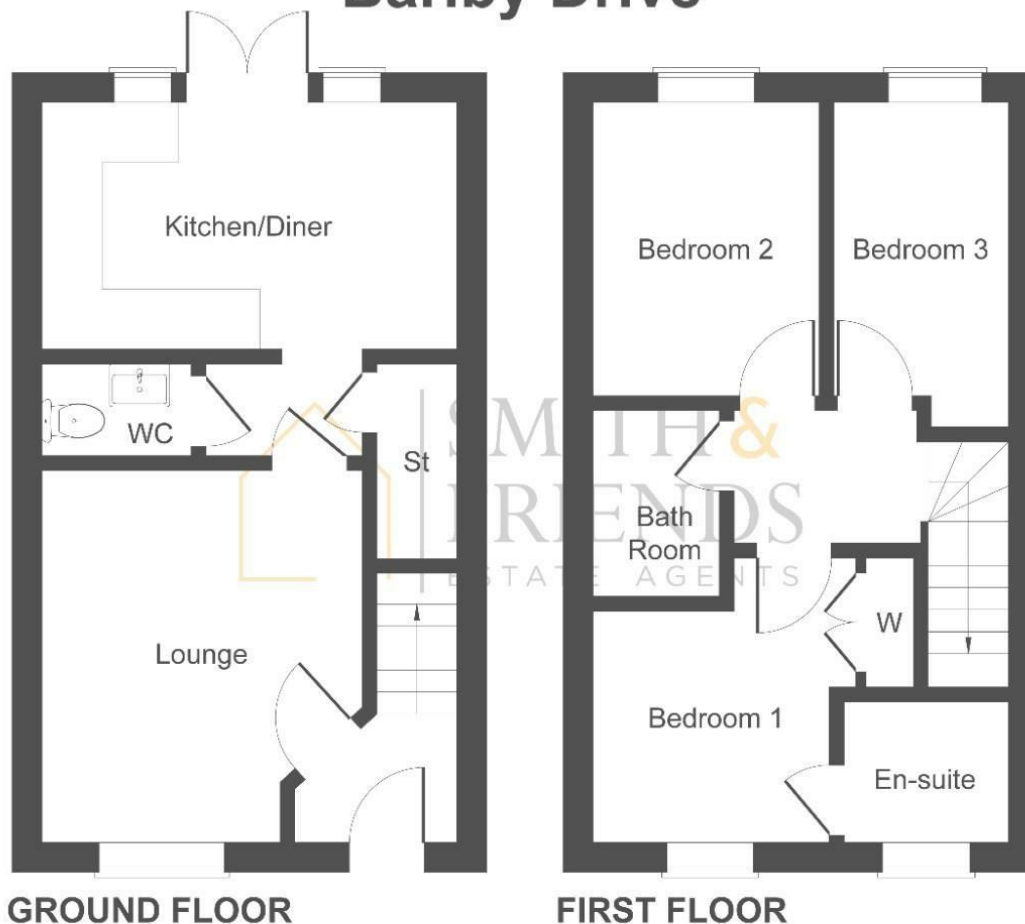 Kitchen/Diner
WC
St
Lounge
GROUND FLOOR
Bedroom 2
Bedroom 3
Bath
Room
W
Bedroom 1
En-suite
FIRST FLOOR
SMITH &
FRIENDS
ESTATE AGENTS